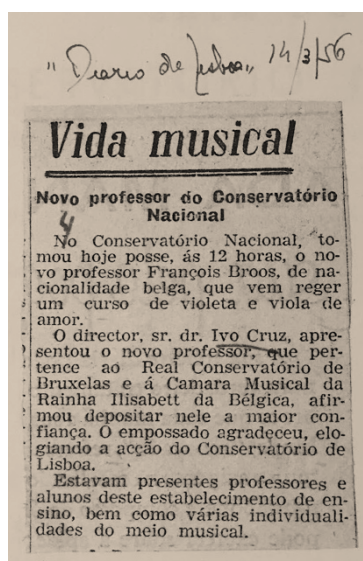 "Diario de Lisboa" 14/3/56
Vida musical
Novo professor do Conservatório
Nacional
4
No Conservatório Nacional, to-
mou hoje posse, ás 12 horas, o no-
vo professor François Broos, de na-
cionalidade belga, que vem reger
um curso de violeta e viola de
amor.
O director, sr. dr. Ivo Cruz, apre-
sentou o novo professor, que per-
tence ao Real Conservatório de
Bruxelas e á Camara Musical da
Rainha Ilisabett da Bélgica, afir-
mou depositar nele a maior con-
fiança. O empossado agradeceu, elo-
giando a acção do Conservatório de
Lisboa.
Estavam presentes professores e
alunos deste estabelecimento de en-
sino, bem como várias individuali-
dades do meio musical.